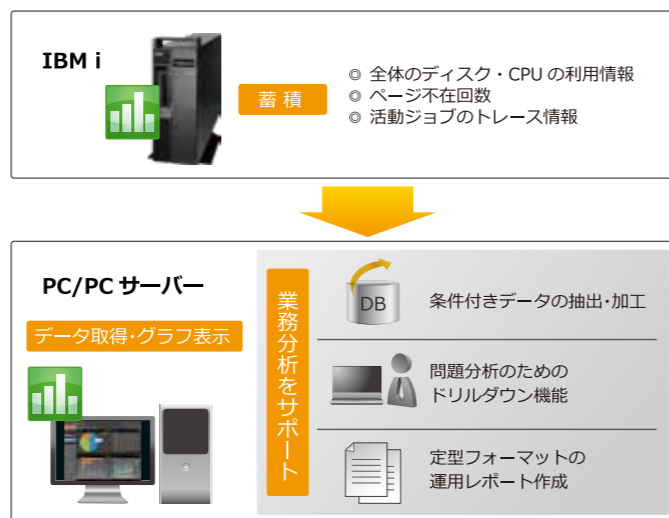 IBM i
蓄 積
◎ 全体のディスク・CPU の利用情報
◎ ページ不在回数
◎ 活動ジョブのトレース情報
PC/PC サーバー
データ取得・グラフ表示
業務分析をサポート
DB
条件付きデータの抽出・加工
問題分析のための
ドリルダウン機能
定型フォーマットの
運用レポート作成